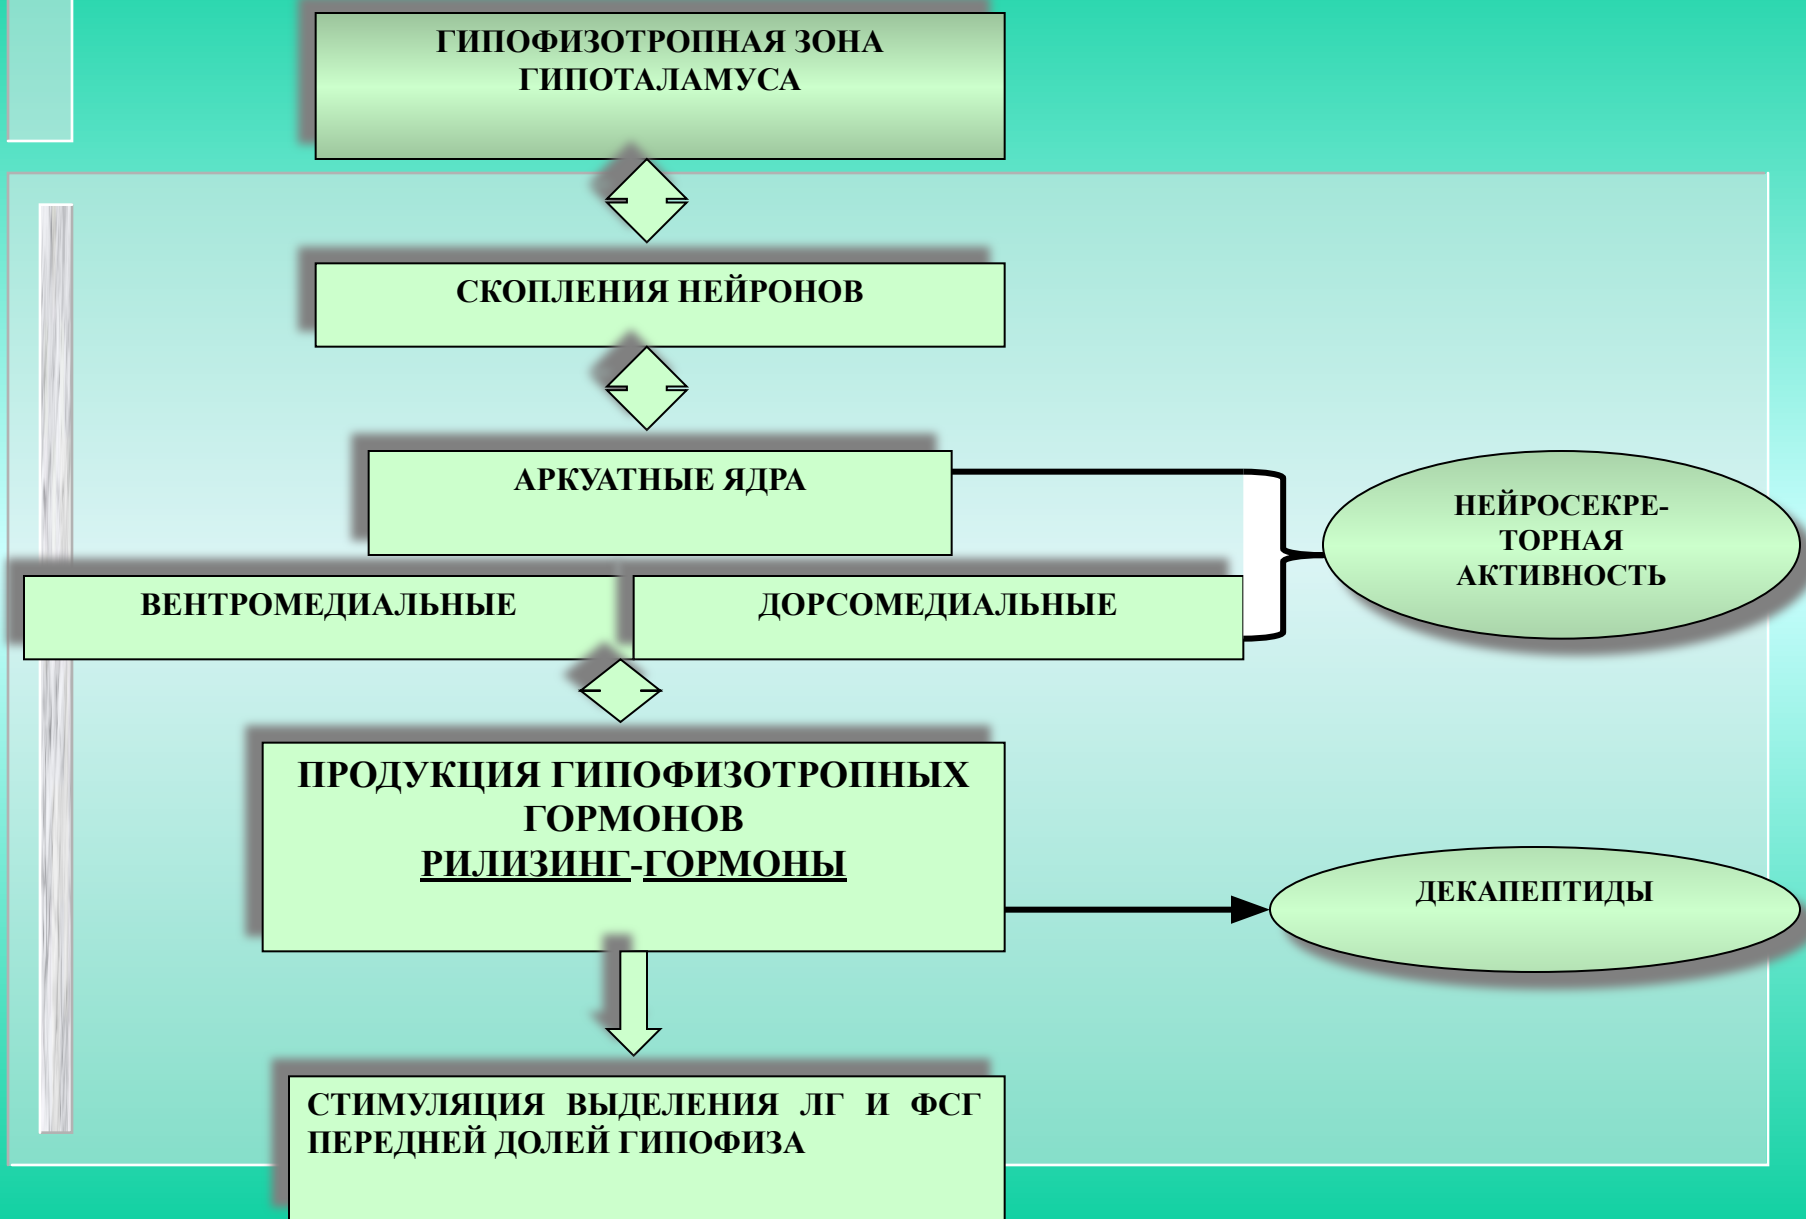 ГИПОФИЗОТРОПНАЯ ЗОНА
ГИПОТАЛАМУСА
СКОПЛЕНИЯ НЕЙРОНОВ
АРКУАТНЫЕ ЯДРА
НЕЙРОСЕКРЕ-
ТОРНАЯ
АКТИВНОСТЬ
ВЕНТРОМЕДИАЛЬНЫЕ
ДОРСОМЕДИАЛЬНЫЕ
ПРОДУКЦИЯ ГИПОФИЗОТРОПНЫХ
ГОРМОНОВ
РИЛИЗИНГ-ГОРМОНЫ
ДЕКАПЕПТИДЫ
СТИМУЛЯЦИЯ ВЫДЕЛЕНИЯ ЛГ И ФСГ
ПЕРЕДНЕЙ ДОЛЕЙ ГИПОФИЗА